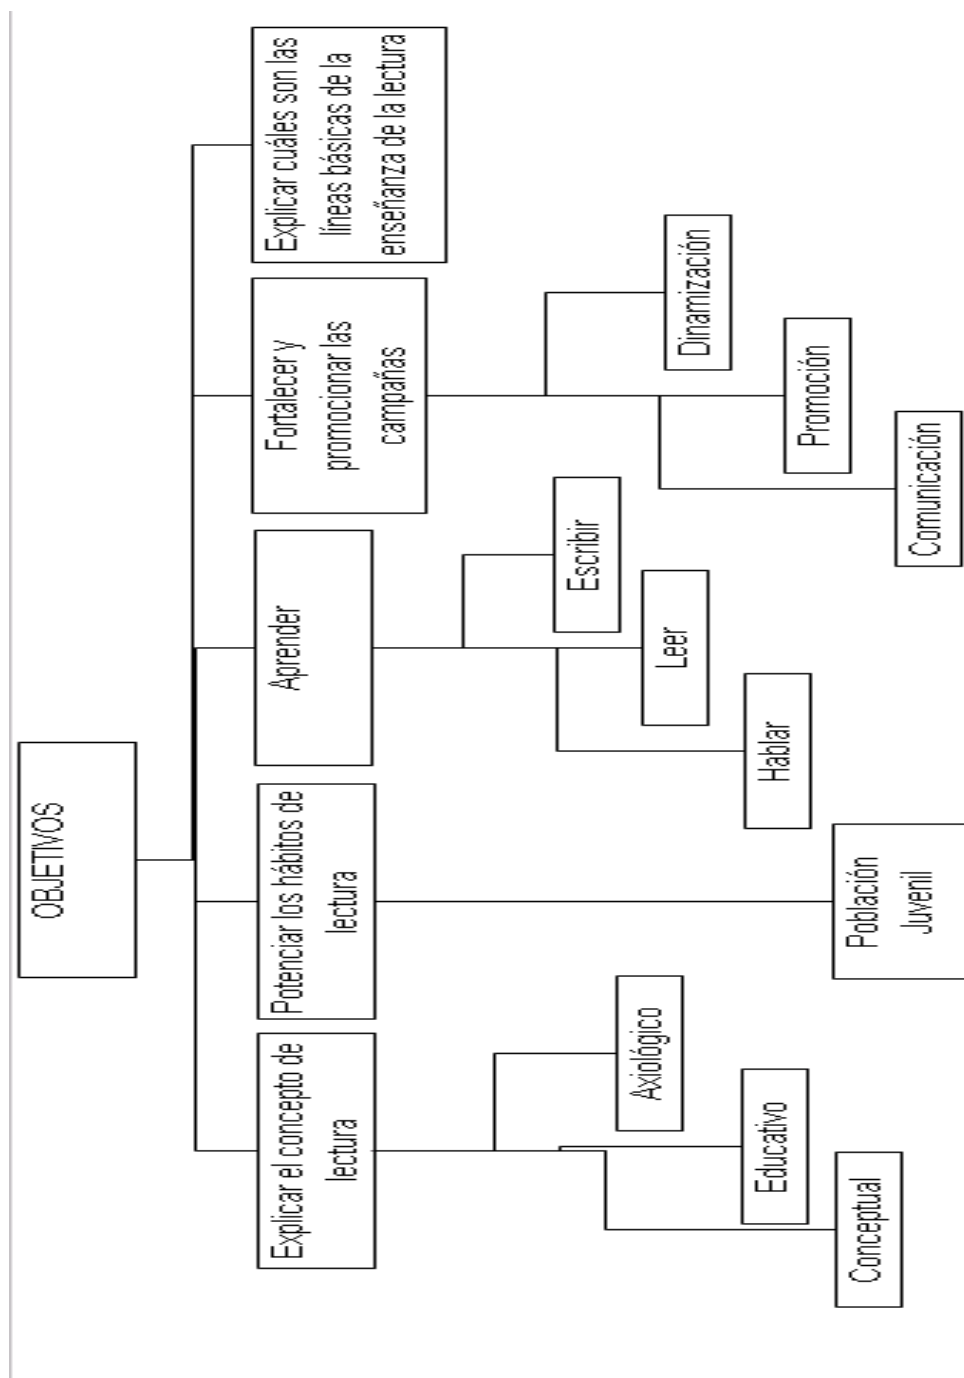 OBJETIVOS
Explicar el concepto de
lectura
Potenciar los hábitos de
lectura
Aprender
Fortalecer y
promocionar las
campañas
Explicar cuáles son las
líneas básicas de la
enseñanza de la lectura
Conceptual
Educativo
Axiológico
Población
Juvenil
Hablar
Leer
Escribir
Comunicación
Promoción
Dinamización